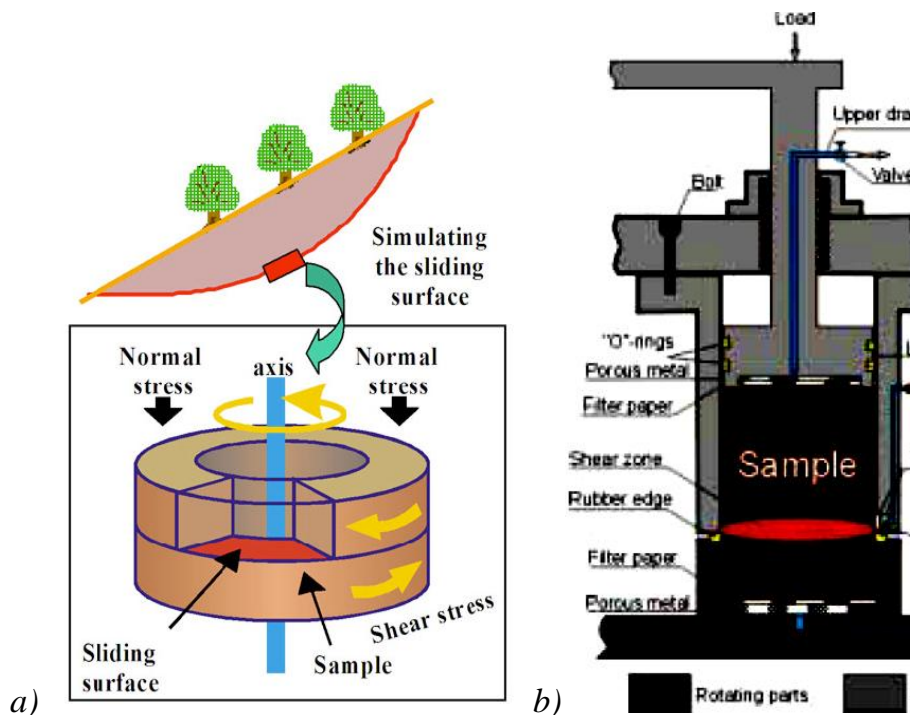 Simulating
the sliding
surface
Normal
stress
axis
Normal
stress
Shear stress
Sliding
surface
Sample
a)
Load
Upper dra
Valve
Bolt
"O"-rings
Porous metal
Filter paper
Shear zone
Sample
Rubber edge
Filter paper
Porous metal
Rotating parts
b)